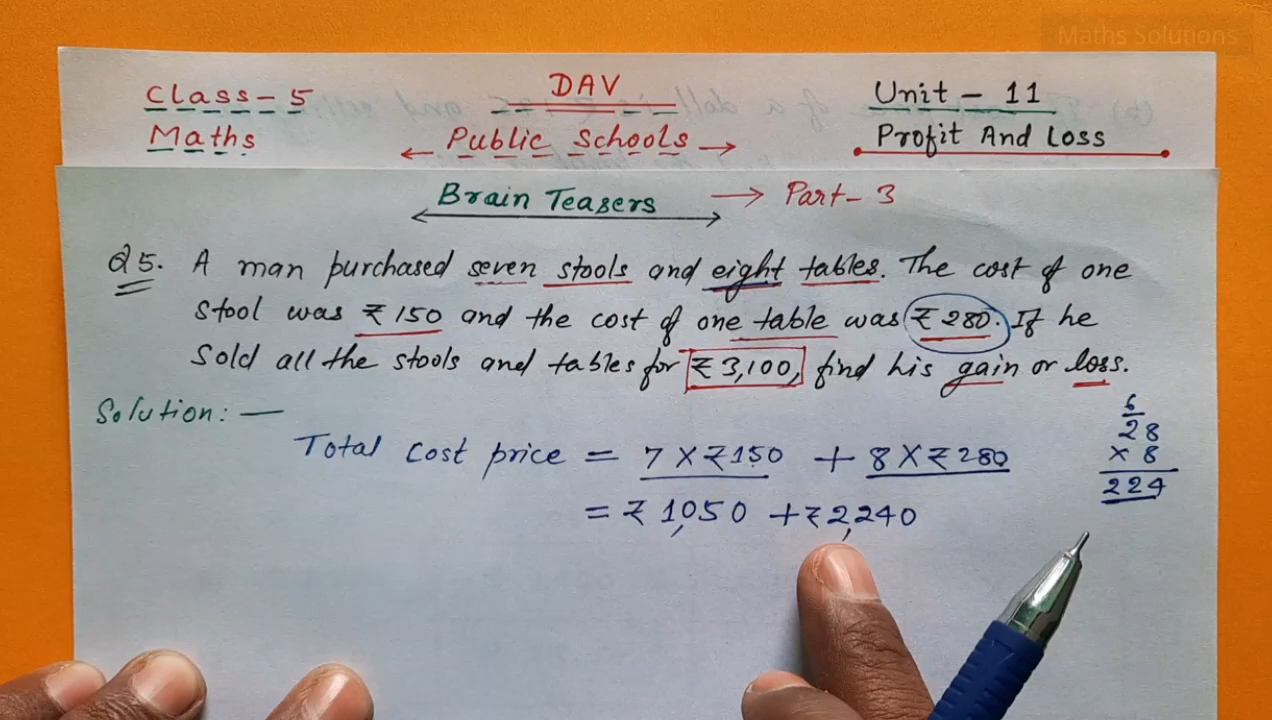 Maths Solutions
Class-5
DAV
Unit - 11
Maths
Public Schools
Profit And Loss
Brain Teasers → Part-3
Q5. A man purchased seven stools and eight tables. The cost of one
stool was ₹150 and the cost of one table was ₹280. If he
sold all the stools and tables for ₹3,100, find his gain or loss.
Solution:—
Total cost price = 7 X ₹150 + 8 X ₹280
= ₹1,050 + ₹2,240
6
28
x 8
224